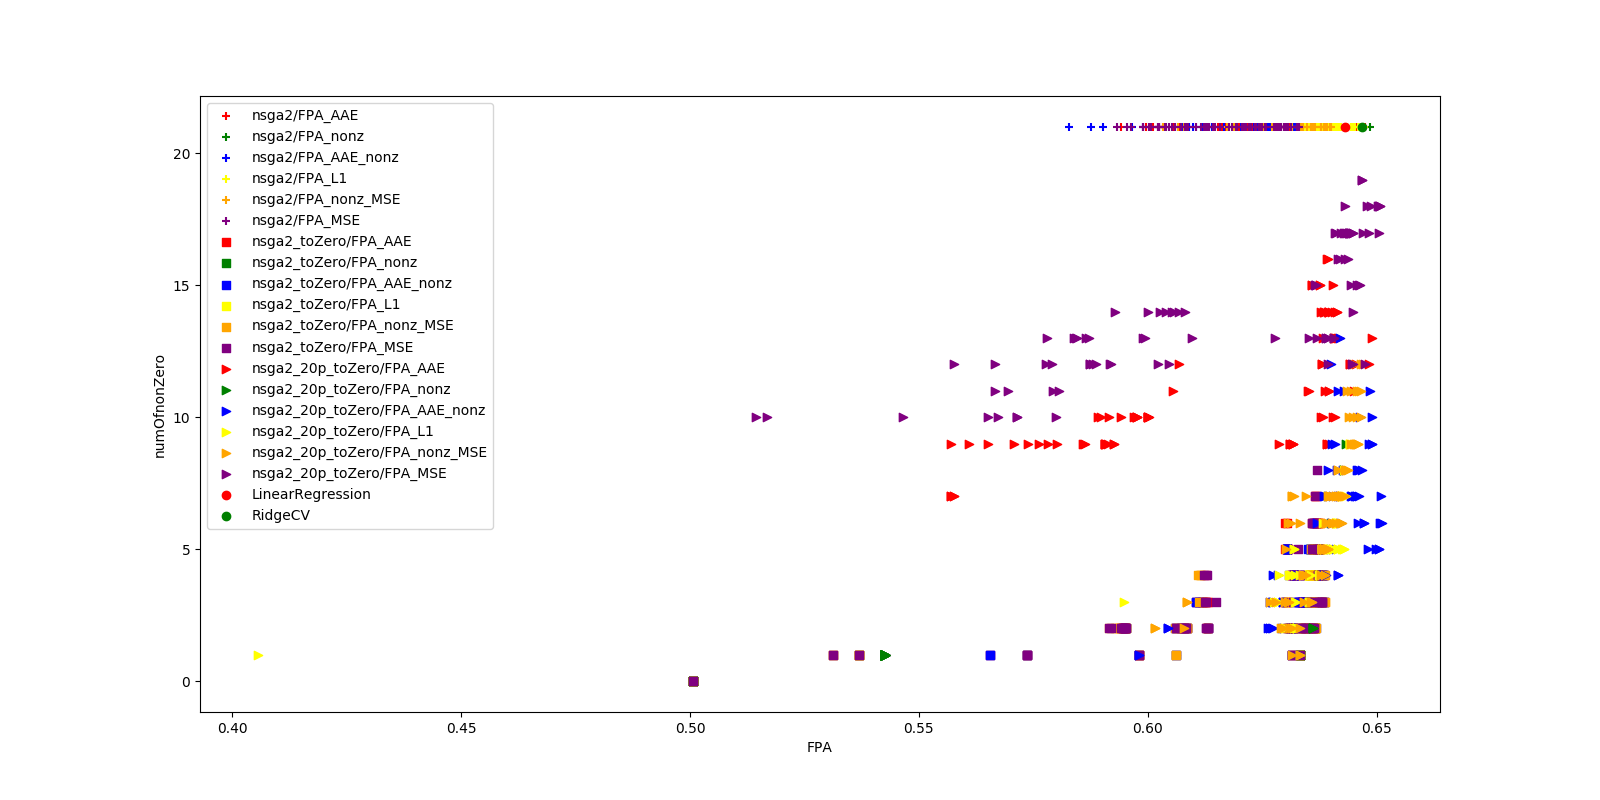 nsga2/FPA_AAE
nsga2/FPA_nonz
nsga2/FPA_AAE_nonz
nsga2/FPA_L1
nsga2/FPA_nonz_MSE
nsga2/FPA_MSE
nsga2_toZero/FPA_AAE
nsga2_toZero/FPA_nonz
nsga2_toZero/FPA_AAE_nonz
nsga2_toZero/FPA_L1
nsga2_toZero/FPA_nonz_MSE
nsga2_toZero/FPA_MSE
nsga2_20p_toZero/FPA_AAE
nsga2_20p_toZero/FPA_nonz
nsga2_20p_toZero/FPA_AAE_nonz
nsga2_20p_toZero/FPA_L1
nsga2_20p_toZero/FPA_nonz_MSE
nsga2_20p_toZero/FPA_MSE
LinearRegression
RidgeCV
numOfnonZero
20
15
10
5
0
0.40 0.45 0.50 0.55 0.60 0.65
FPA